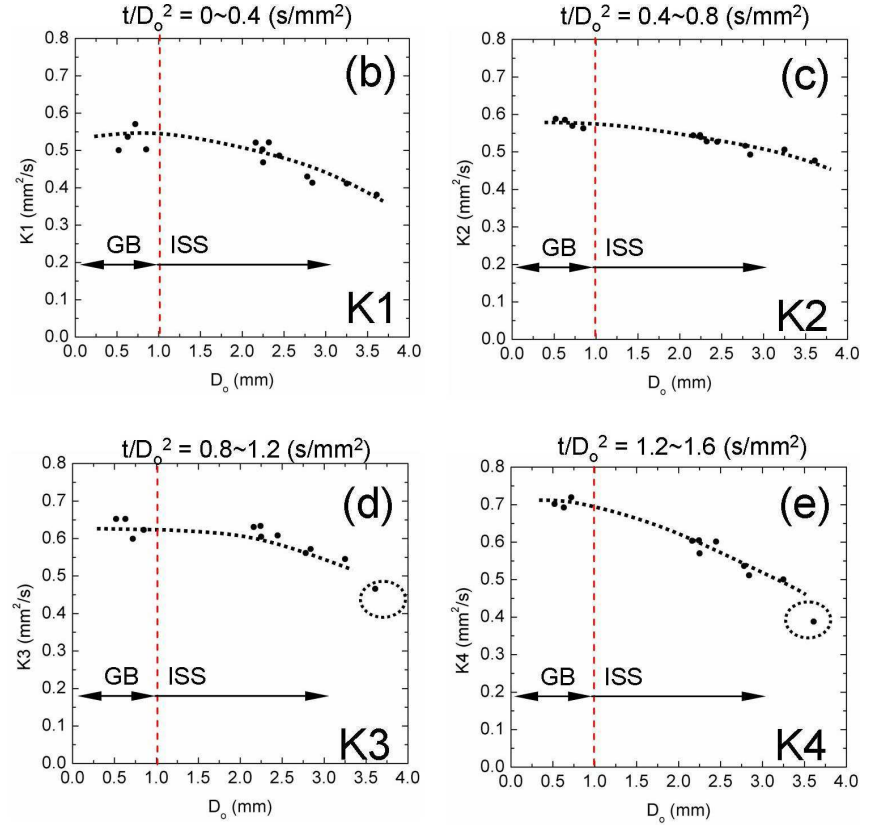 t/Dₒ² = 0~0.4 (s/mm²)
(b)
K1 (mm²/s)
0.8
0.7
0.6
0.5
0.4
0.3
0.2
0.1
0.0
GB
ISS
K1
0.0 0.5 1.0 1.5 2.0 2.5 3.0 3.5 4.0
Dₒ (mm)
t/Dₒ² = 0.4~0.8 (s/mm²)
(c)
K2 (mm²/s)
0.8
0.7
0.6
0.5
0.4
0.3
0.2
0.1
0.0
GB
ISS
K2
0.0 0.5 1.0 1.5 2.0 2.5 3.0 3.5 4.0
Dₒ (mm)
t/Dₒ² = 0.8~1.2 (s/mm²)
(d)
K3 (mm²/s)
0.8
0.7
0.6
0.5
0.4
0.3
0.2
0.1
0.0
GB
ISS
K3
0.0 0.5 1.0 1.5 2.0 2.5 3.0 3.5 4.0
Dₒ (mm)
t/Dₒ² = 1.2~1.6 (s/mm²)
(e)
K4 (mm²/s)
0.8
0.7
0.6
0.5
0.4
0.3
0.2
0.1
0.0
GB
ISS
K4
0.0 0.5 1.0 1.5 2.0 2.5 3.0 3.5 4.0
Dₒ (mm)